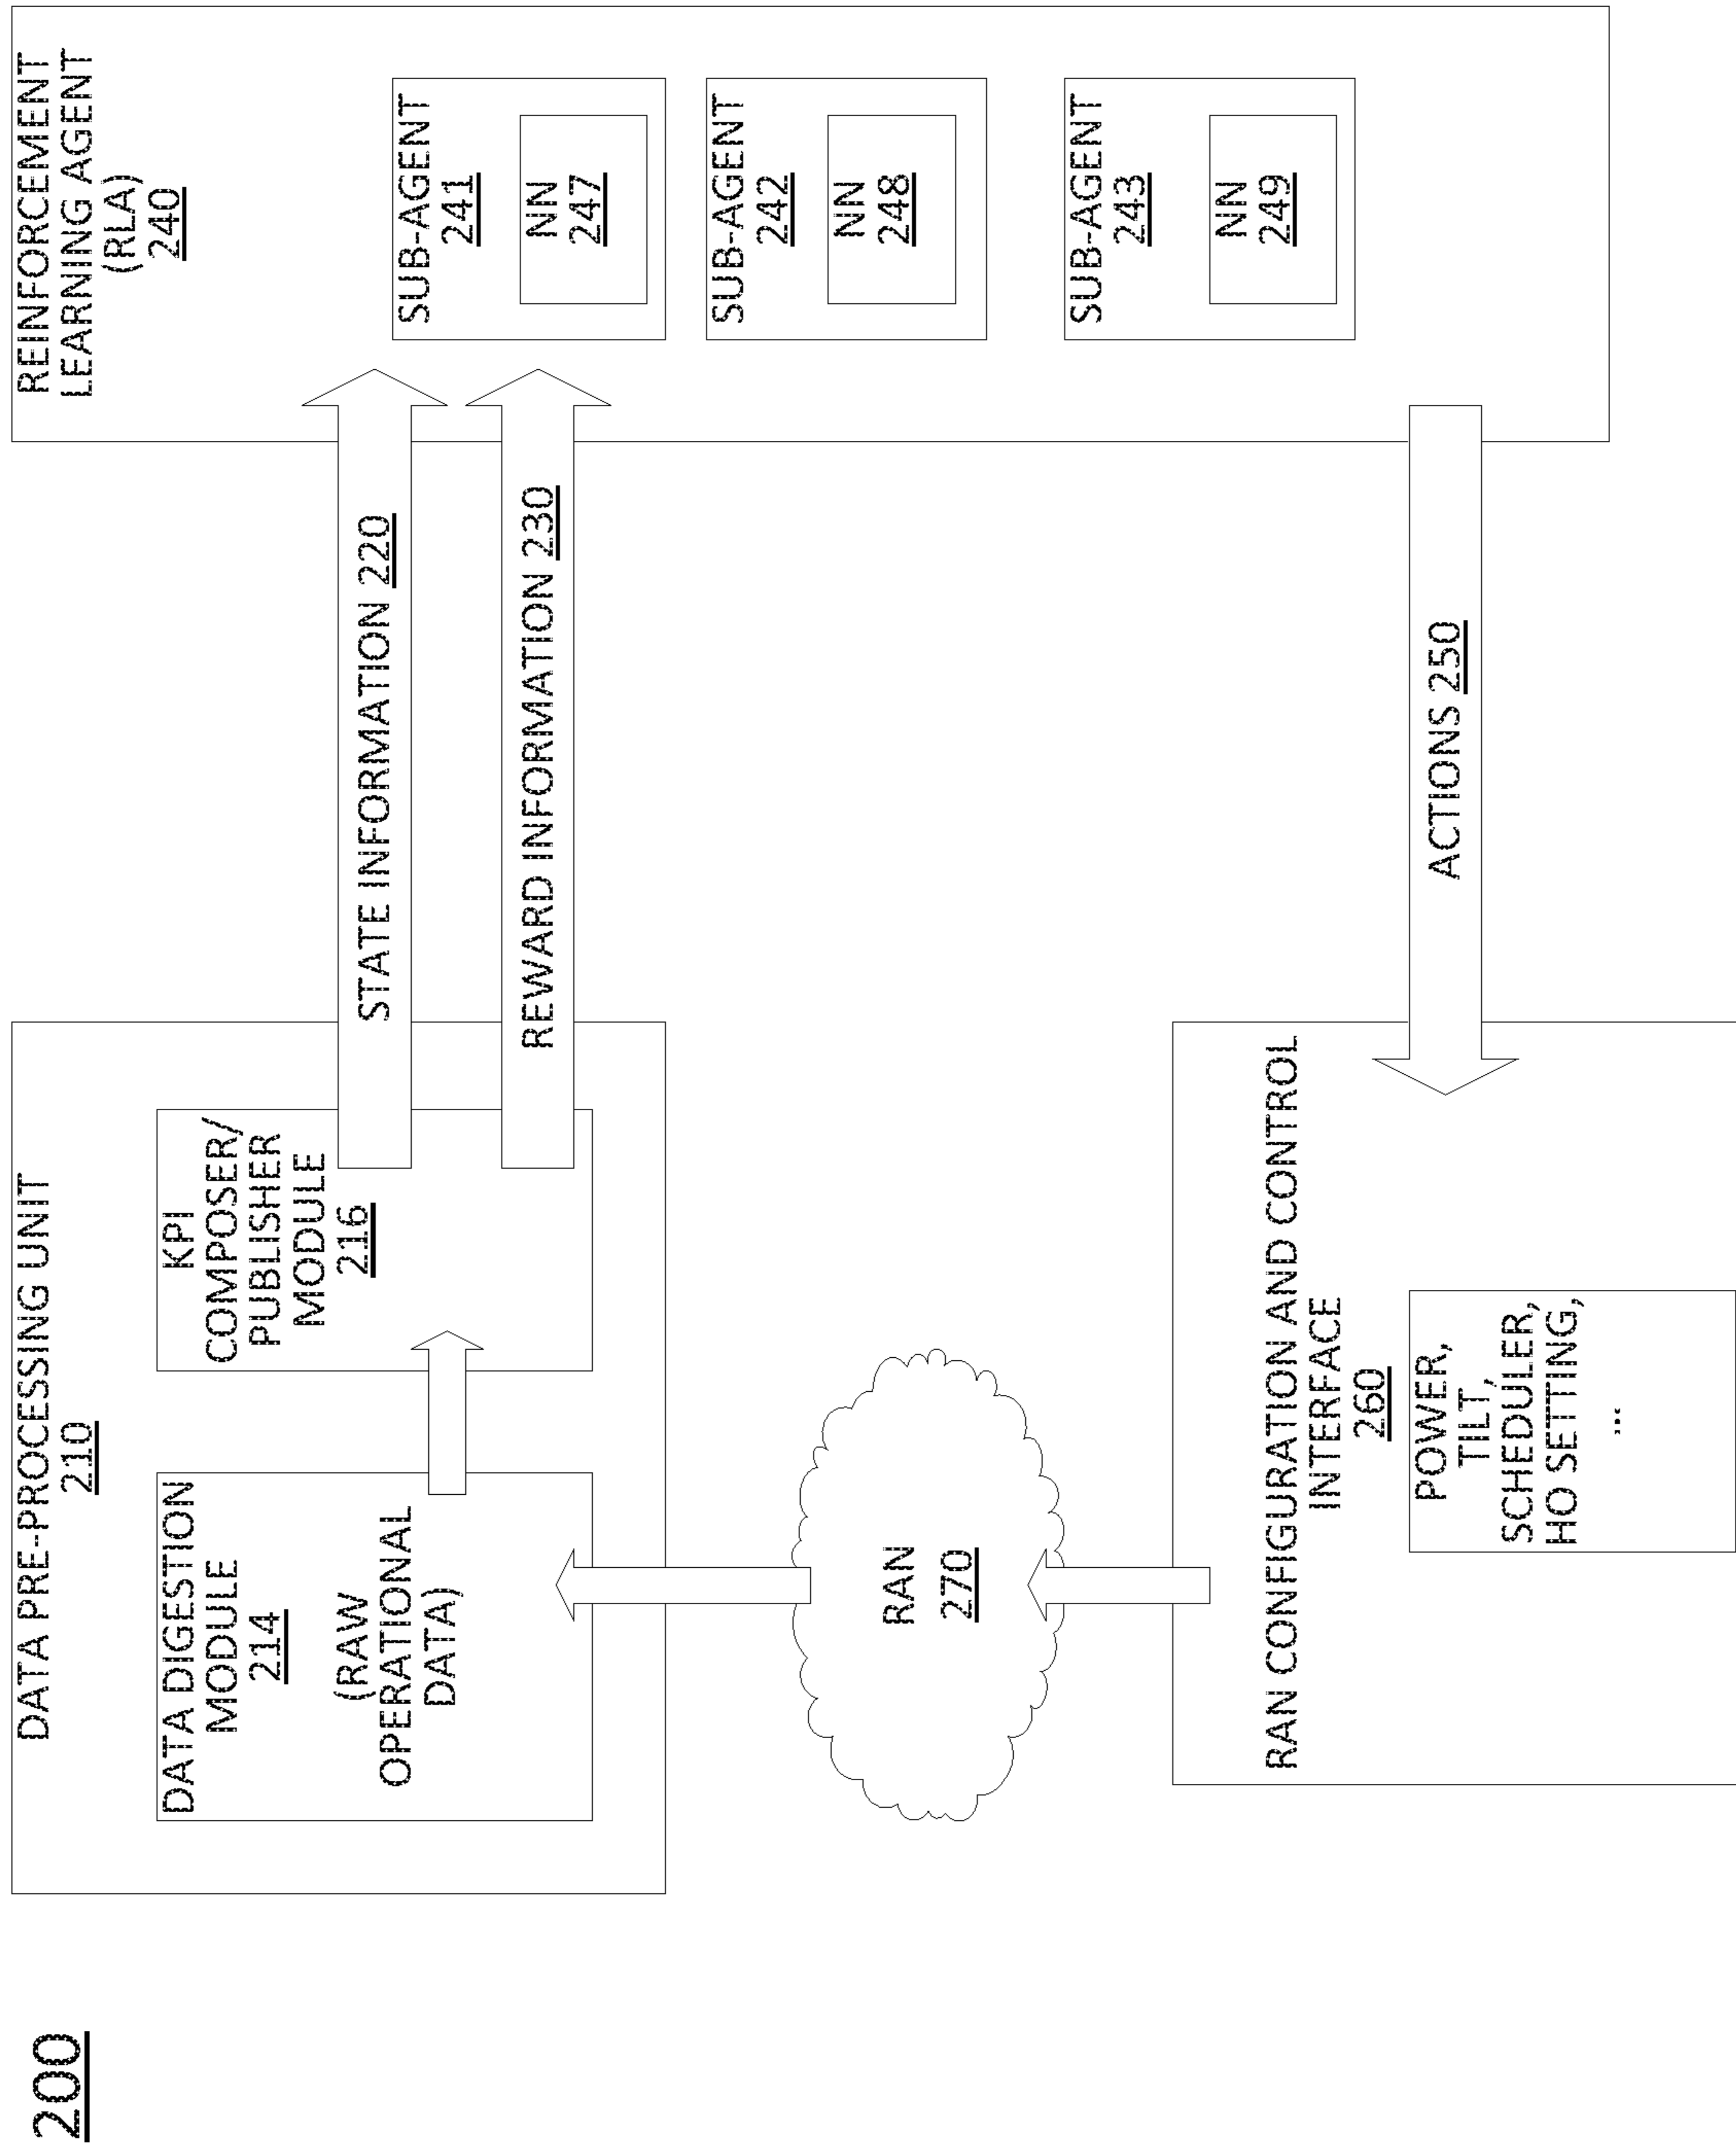 200
DATA PRE-PROCESSING UNIT
210
DATA DIGESTION
MODULE
214
(RAW
OPERATIONAL
DATA)
KPI
COMPOSER/
PUBLISHER
MODULE
216
STATE INFORMATION 220
REWARD INFORMATION 230
REINFORCEMENT
LEARNING AGENT
(RLA)
240
SUB-AGENT
241
NN
247
SUB-AGENT
242
NN
248
SUB-AGENT
243
NN
249
RAN
270
ACTIONS 250
RAN CONFIGURATION AND CONTROL
INTERFACE
260
POWER,
TILT,
SCHEDULER,
HO SETTING,
...